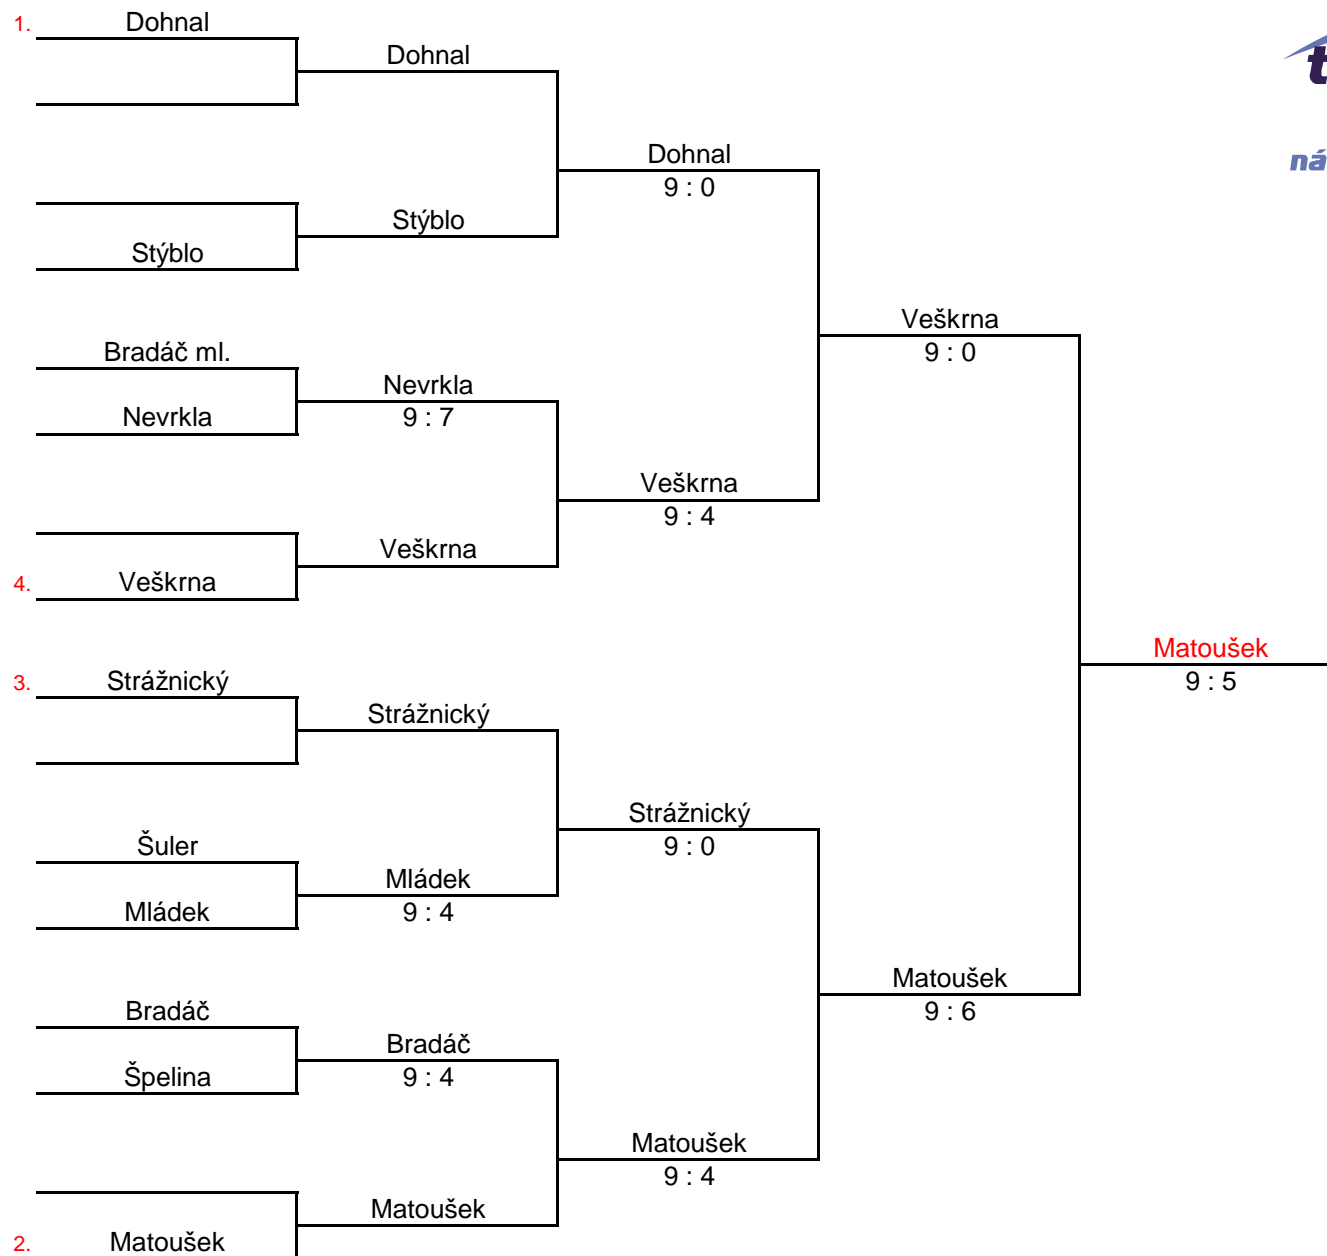 1. Dohnal
Dohnal
Dohnal
9 : 0
Stýblo
Stýblo
Veškrna
9 : 0
Bradáč ml.
Nevrkla
Nevrkla
9 : 7
Veškrna
9 : 4
Veškrna
4. Veškrna
Matoušek
9 : 5
3. Strážnický
Strážnický
Strážnický
9 : 0
Šuler
Mládek
Mládek
9 : 4
Matoušek
9 : 6
Bradáč
Bradáč
Špelina
9 : 4
Matoušek
9 : 4
Matoušek
2. Matoušek
t
ná